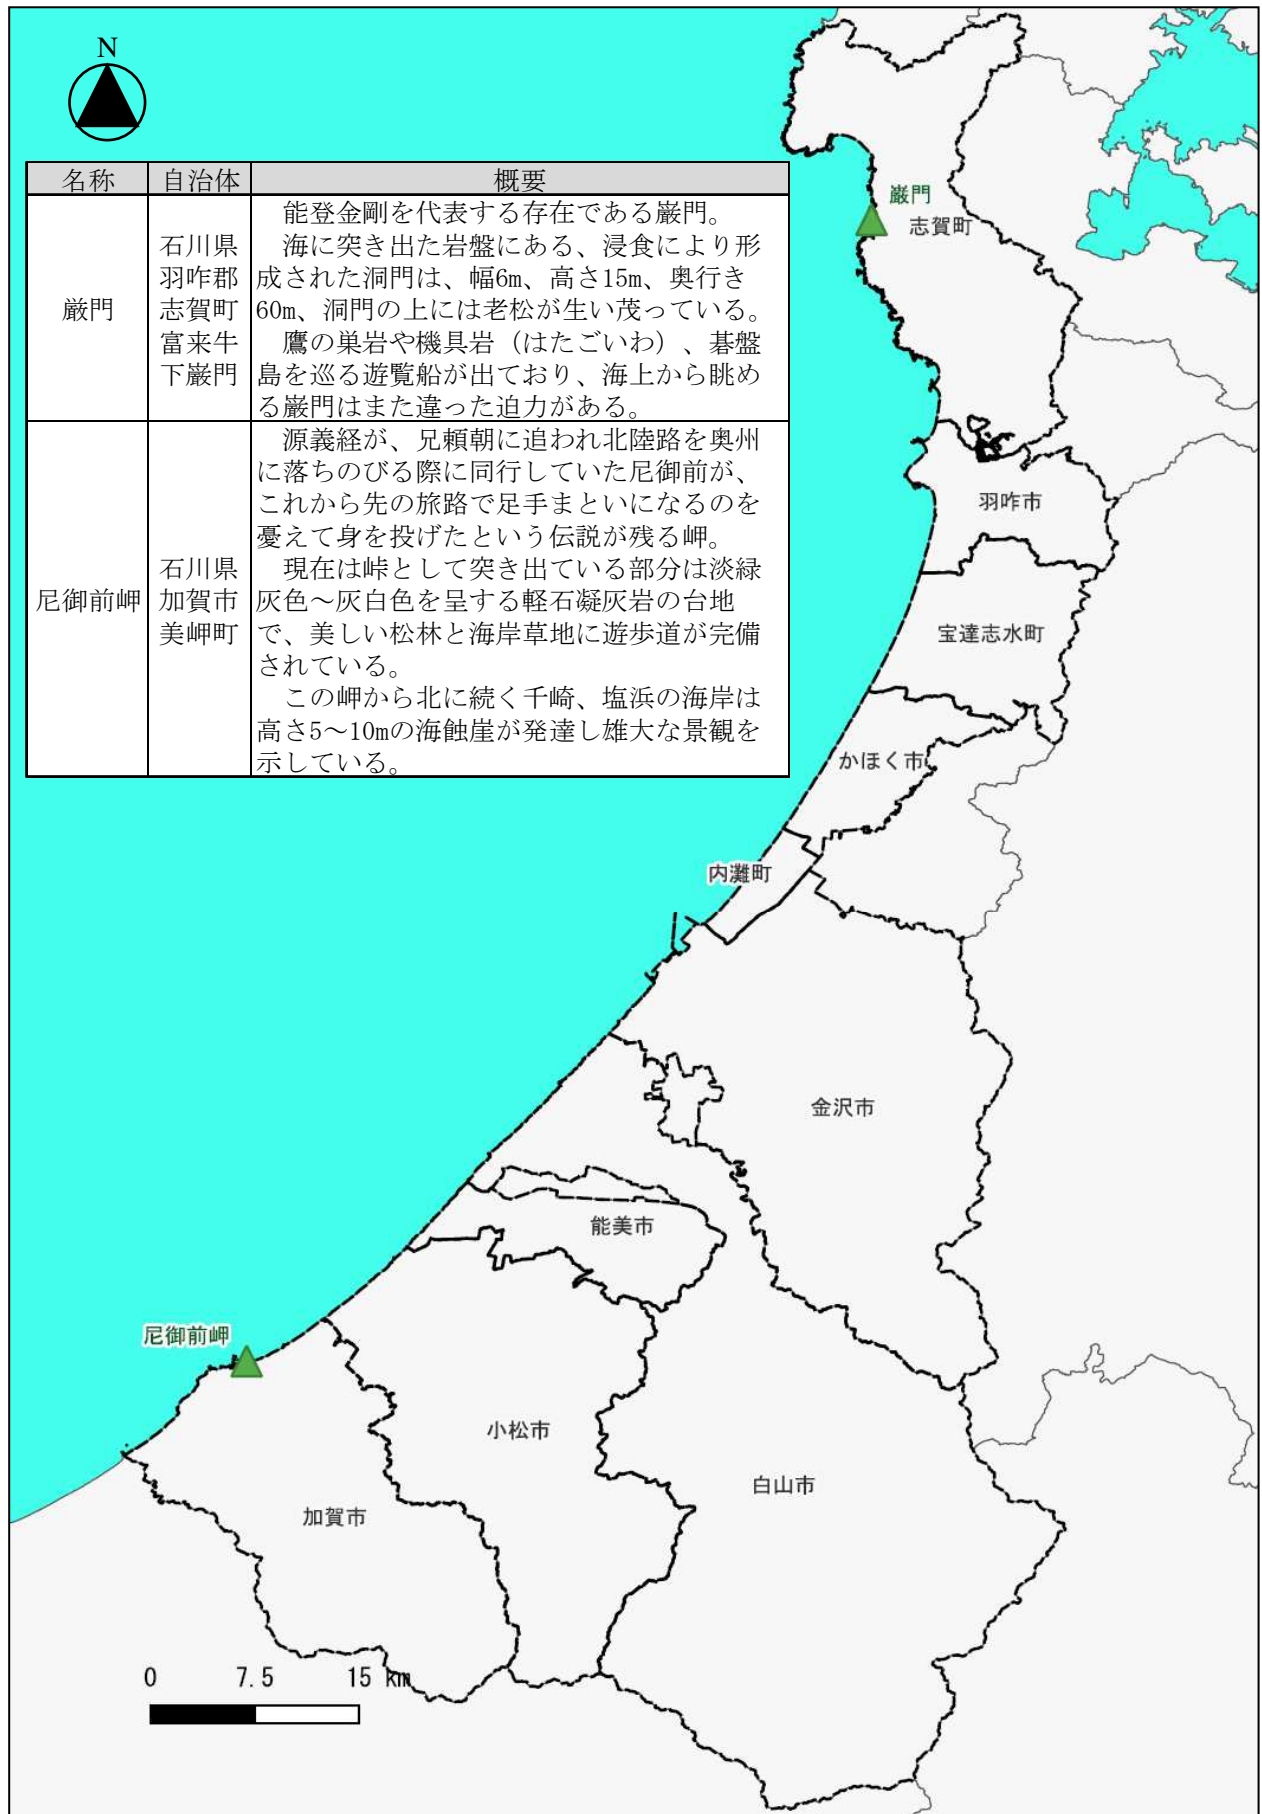 N
名称 自治体 概要
巌門
石川県
羽咋郡
志賀町
富来牛
下巌門
能登金剛を代表する存在である巌門。
海に突き出た岩盤にある、浸食により形
成された洞門は、幅6m、高さ15m、奥行き
60m、洞門の上には老松が生い茂っている。
鷹の巣岩や機具岩（はたごいわ）、碁盤
島を巡る遊覧船が出ており、海上から眺め
る巌門はまた違った迫力がある。
尼御前岬
石川県
加賀市
美岬町
源義経が、兄頼朝に追われ北陸路を奥州
に落ちのびる際に同行していた尼御前が、
これから先の旅路で足手まといになるのを
憂えて身を投げたという伝説が残る岬。
現在は峠として突き出ている部分は淡緑
灰色～灰白色を呈する軽石凝灰岩の台地
で、美しい松林と海岸草地に遊歩道が完備
されている。
この岬から北に続く千崎、塩浜の海岸は
高さ5～10mの海蝕崖が発達し雄大な景観を
示している。
巌門
志賀町
羽咋市
宝達志水町
かほく市
内灘町
金沢市
能美市
尼御前岬
小松市
白山市
加賀市
0 7.5 15 km